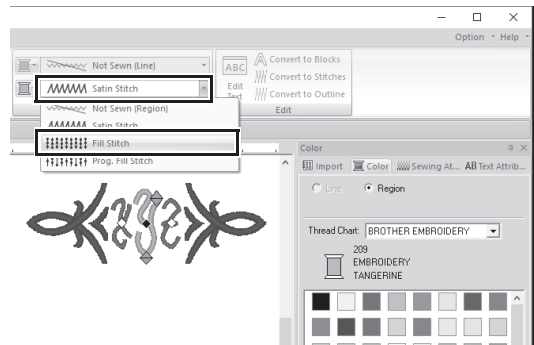 Option Help
Not Sewn (Line)
Satin Stitch
ABC
Edit
Text
Convert to Blocks
Convert to Stitches
Convert to Outline
Edit
Not Sewn (Region)
Satin Stitch
Fill Stitch
Prog. Fill Stitch
Color
Import Color Sewing At... AB Text Attrib...
Line Region
Thread Chart: BROTHER EMBROIDERY
209
EMBROIDERY
TANGERINE